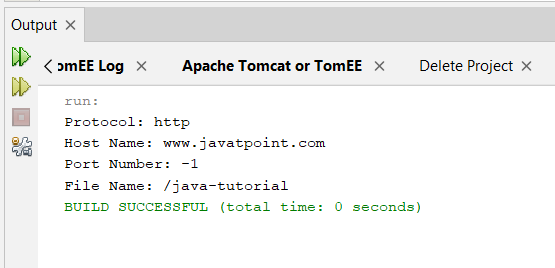 Output
omEE Log
Apache Tomcat or TomEE
Delete Project
run:
Protocol: http
Host Name: www.javatpoint.com
Port Number: -1
File Name: /java-tutorial
BUILD SUCCESSFUL (total time: 0 seconds)